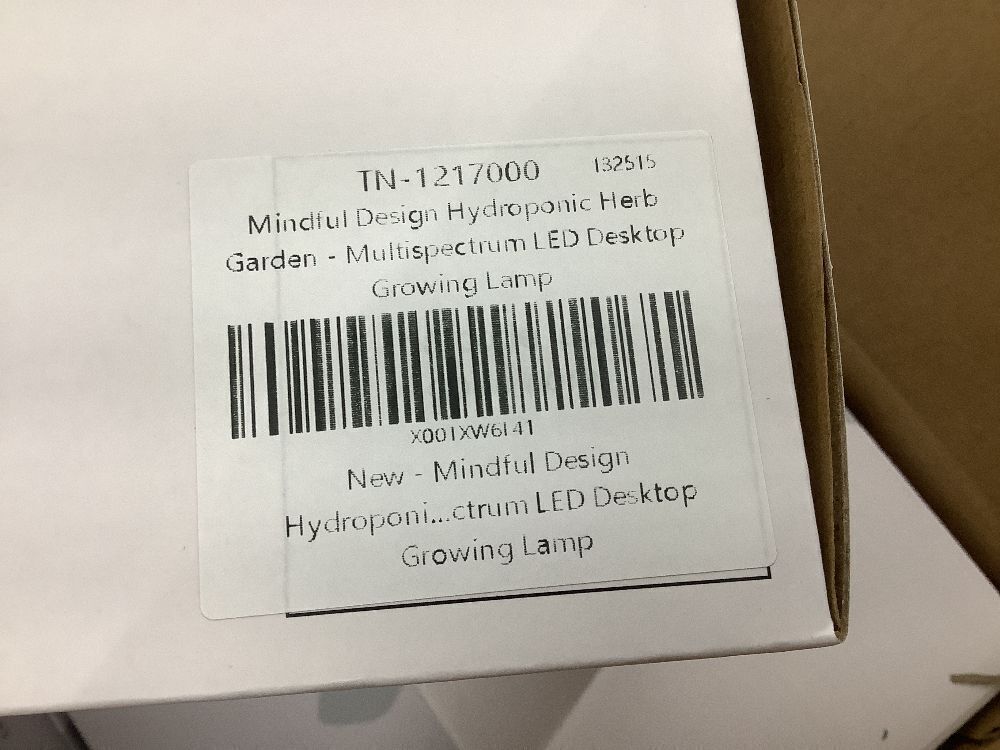 TN-1217000 132515
Mindful Design Hydroponic Herb
Garden - Multispectrum LED Desktop
Growing Lamp
X001XW6I41
New - Mindful Design
Hydroponi...ctrum LED Desktop
Growing Lamp